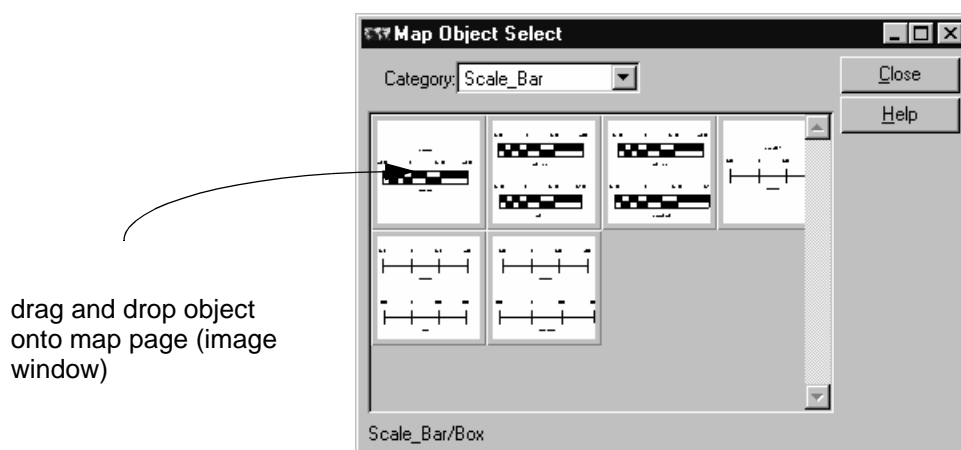 Map Object Select
Category: Scale_Bar
Close
Help
drag and drop object
onto map page (image
window)
Scale_Bar/Box